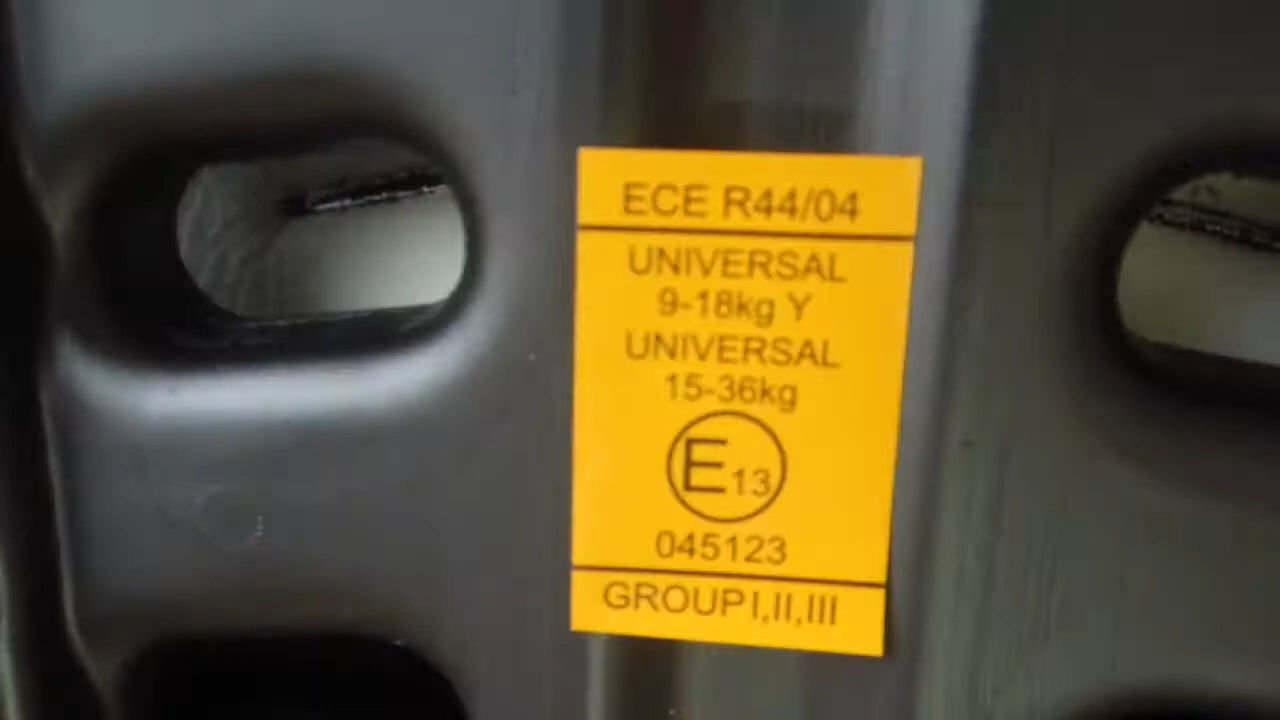 ECE R44/04
UNIVERSAL
9-18kg Y
UNIVERSAL
15-36kg
E13
045123
GROUP I,II,III